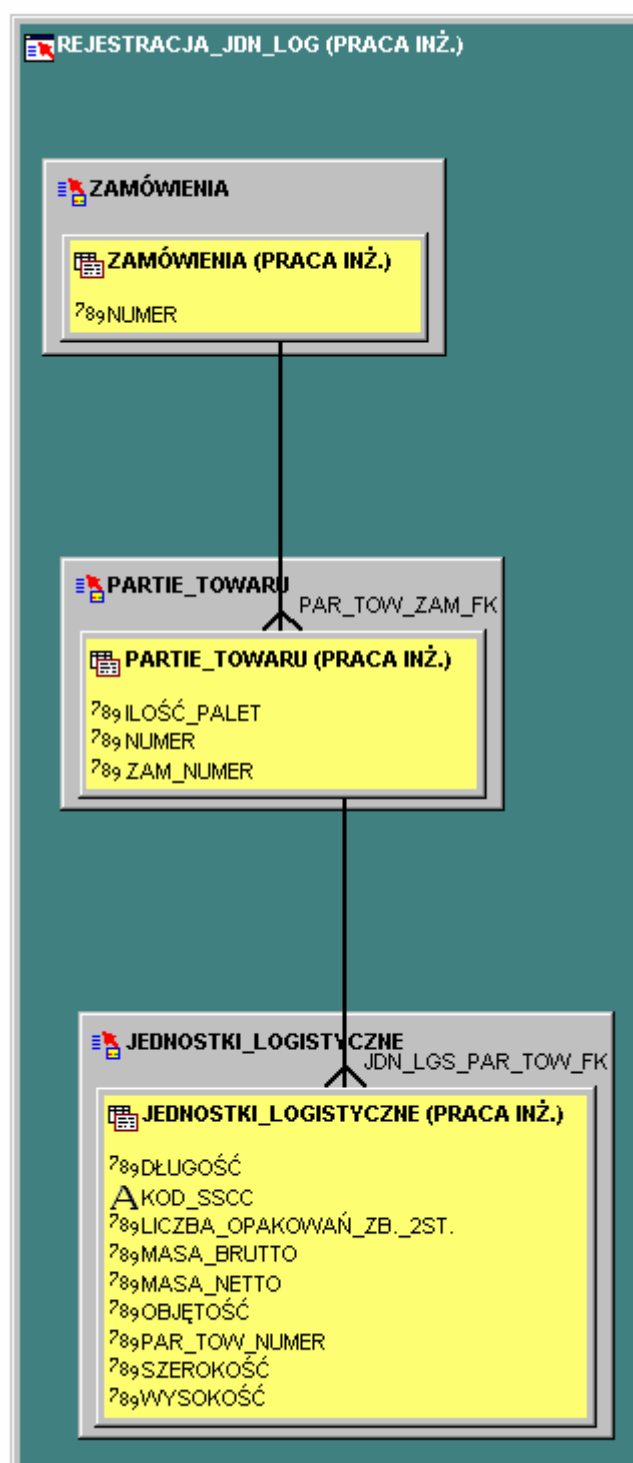 REJESTRACJA_JDN_LOG (PRACA INŻ.)
ZAMÓWIENIA
ZAMÓWIENIA (PRACA INŻ.)
789 NUMER
PARTIE_TOWARU
PAR_TOW_ZAM_FK
PARTIE_TOWARU (PRACA INŻ.)
789 ILOŚĆ_PALET
789 NUMER
789 ZAM_NUMER
JEDNOSTKI_LOGISTYCZNE
JDN_LGS_PAR_TOW_FK
JEDNOSTKI_LOGISTYCZNE (PRACA INŻ.)
789 DŁUGOŚĆ
A KOD_SSCC
789 LICZBA_OPAKOWAŃ_ZB._2ST.
789 MASA_BRUTTO
789 MASA_NETTO
789 OBJĘTOŚĆ
789 PAR_TOW_NUMER
789 SZEROKOŚĆ
789 WYSOKOŚĆ